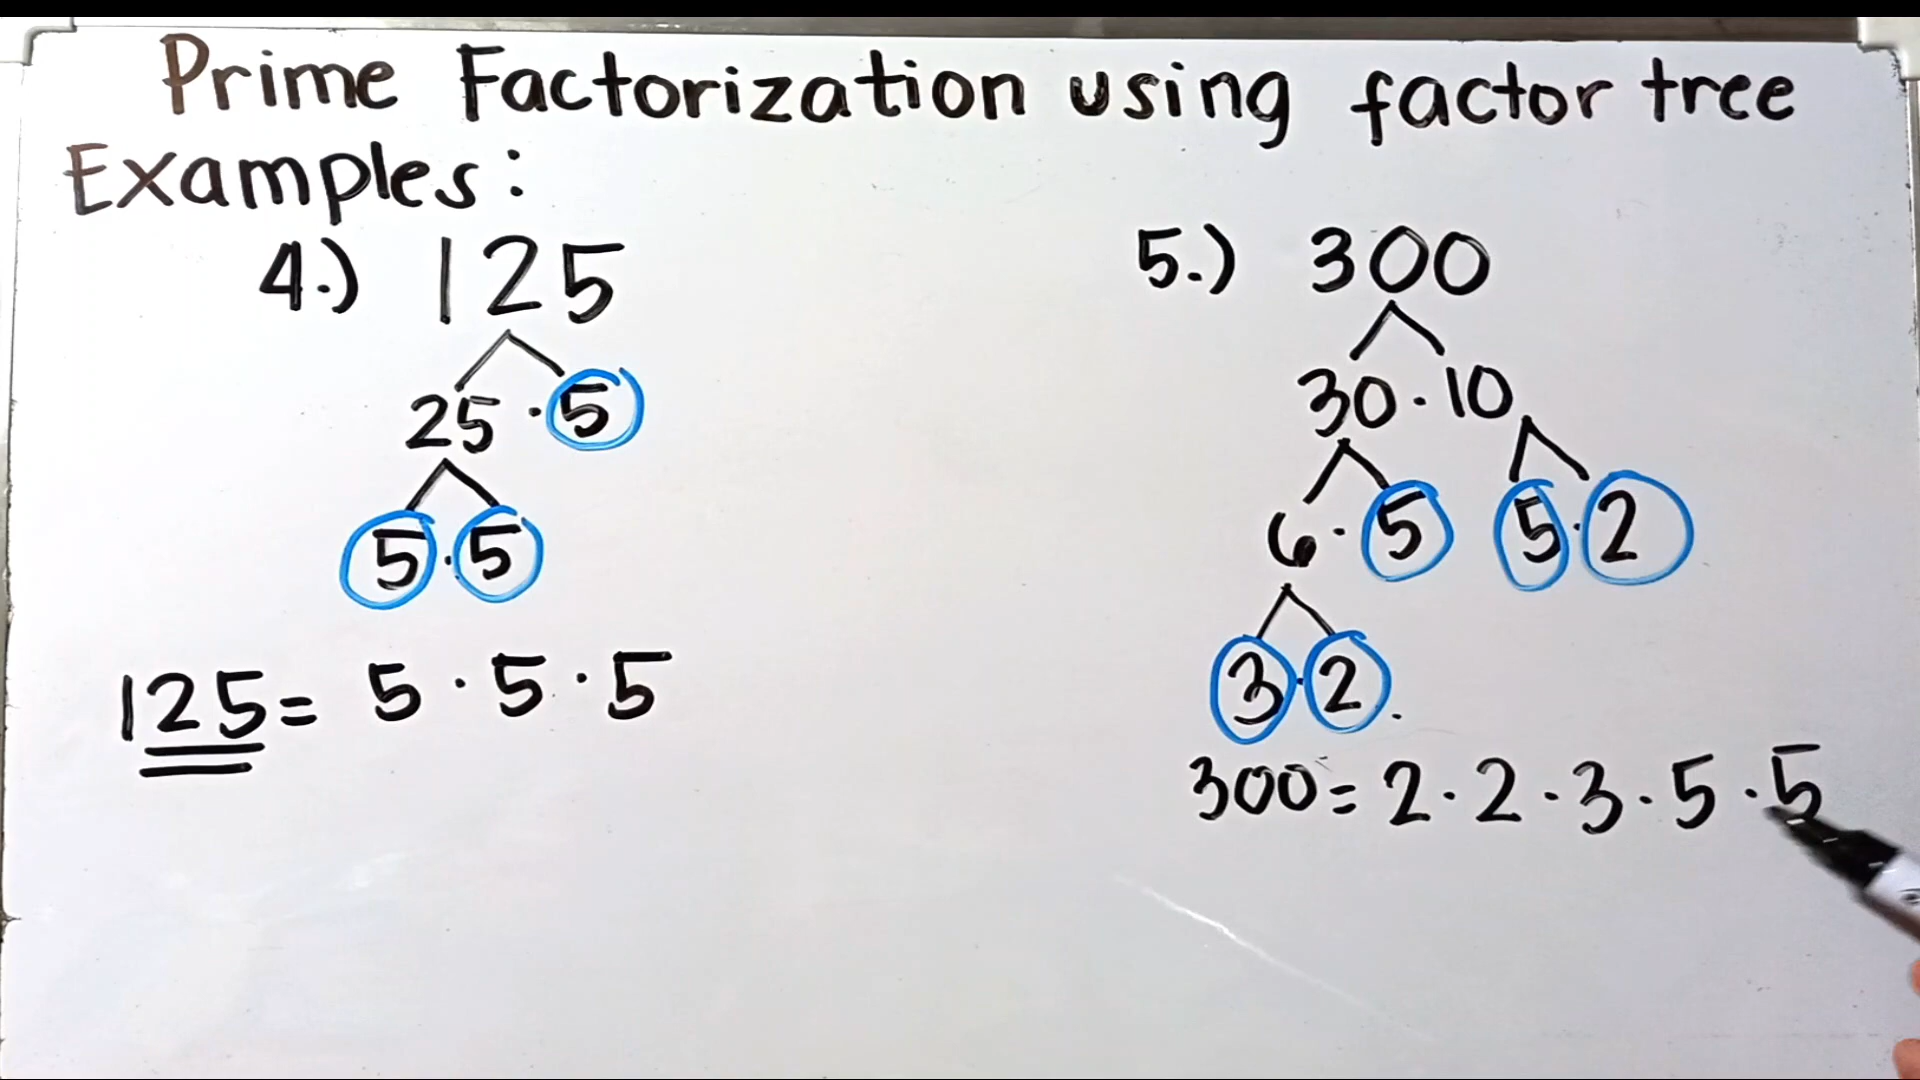 Prime Factorization using factor tree
Examples:
4.) 125
25 · 5
5 · 5
125 = 5 · 5 · 5
5.) 300
30 · 10
6 · 5 5 · 2
3 · 2
300 = 2 · 2 · 3 · 5 · 5